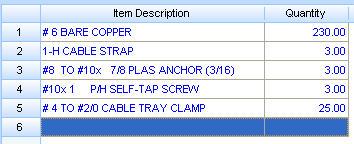 Item Description Quantity
1 # 6 BARE COPPER 230.00
2 1-H CABLE STRAP 3.00
3 #8 TO #10x 7/8 PLAS ANCHOR (3/16) 3.00
4 #10x 1 P/H SELF-TAP SCREW 3.00
5 # 4 TO #2/0 CABLE TRAY CLAMP 25.00
6